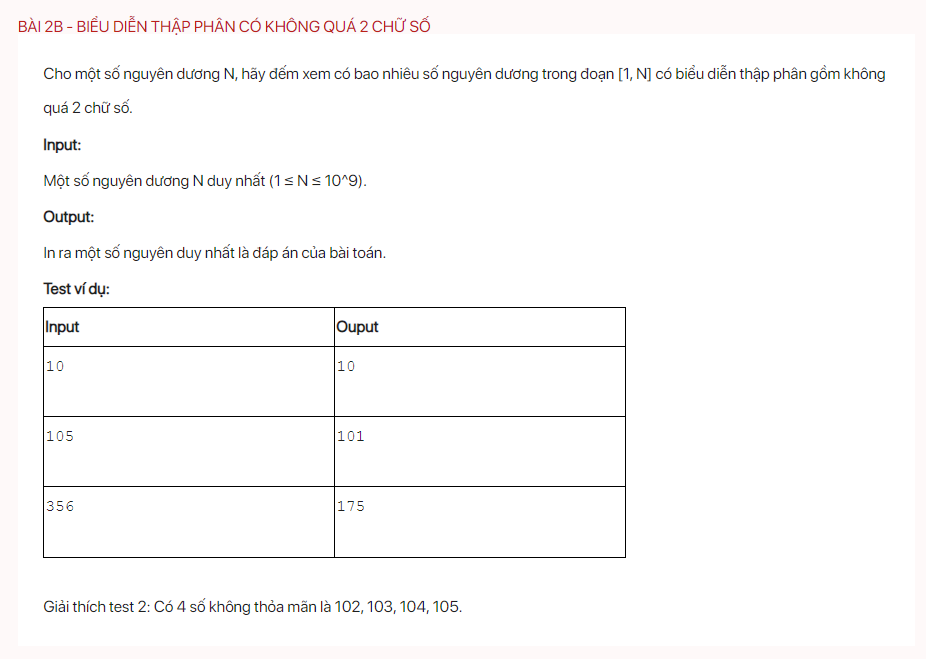 BÀI 2B - BIỂU DIỄN THẬP PHÂN CÓ KHÔNG QUÁ 2 CHỮ SỐ
Cho một số nguyên dương N, hãy đếm xem có bao nhiêu số nguyên dương trong đoạn [1, N] có biểu diễn thập phân gồm không
quá 2 chữ số.
Input:
Một số nguyên dương N duy nhất (1 ≤ N ≤ 10^9).
Output:
In ra một số nguyên duy nhất là đáp án của bài toán.
Test ví dụ:
Input Ouput
10 10
105 101
356 175
Giải thích test 2: Có 4 số không thỏa mãn là 102, 103, 104, 105.